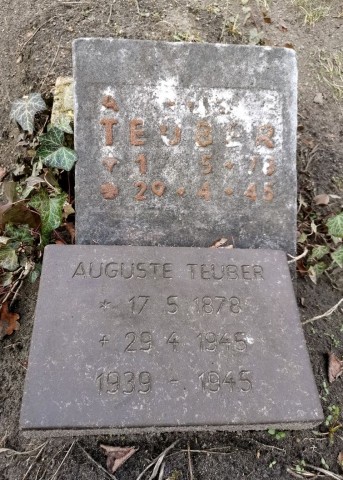 TEUBER
29 · 4 · 45
AUGUSTE TEUBER
* 17 5 1878
+ 29 4 1945
1939 - 1945